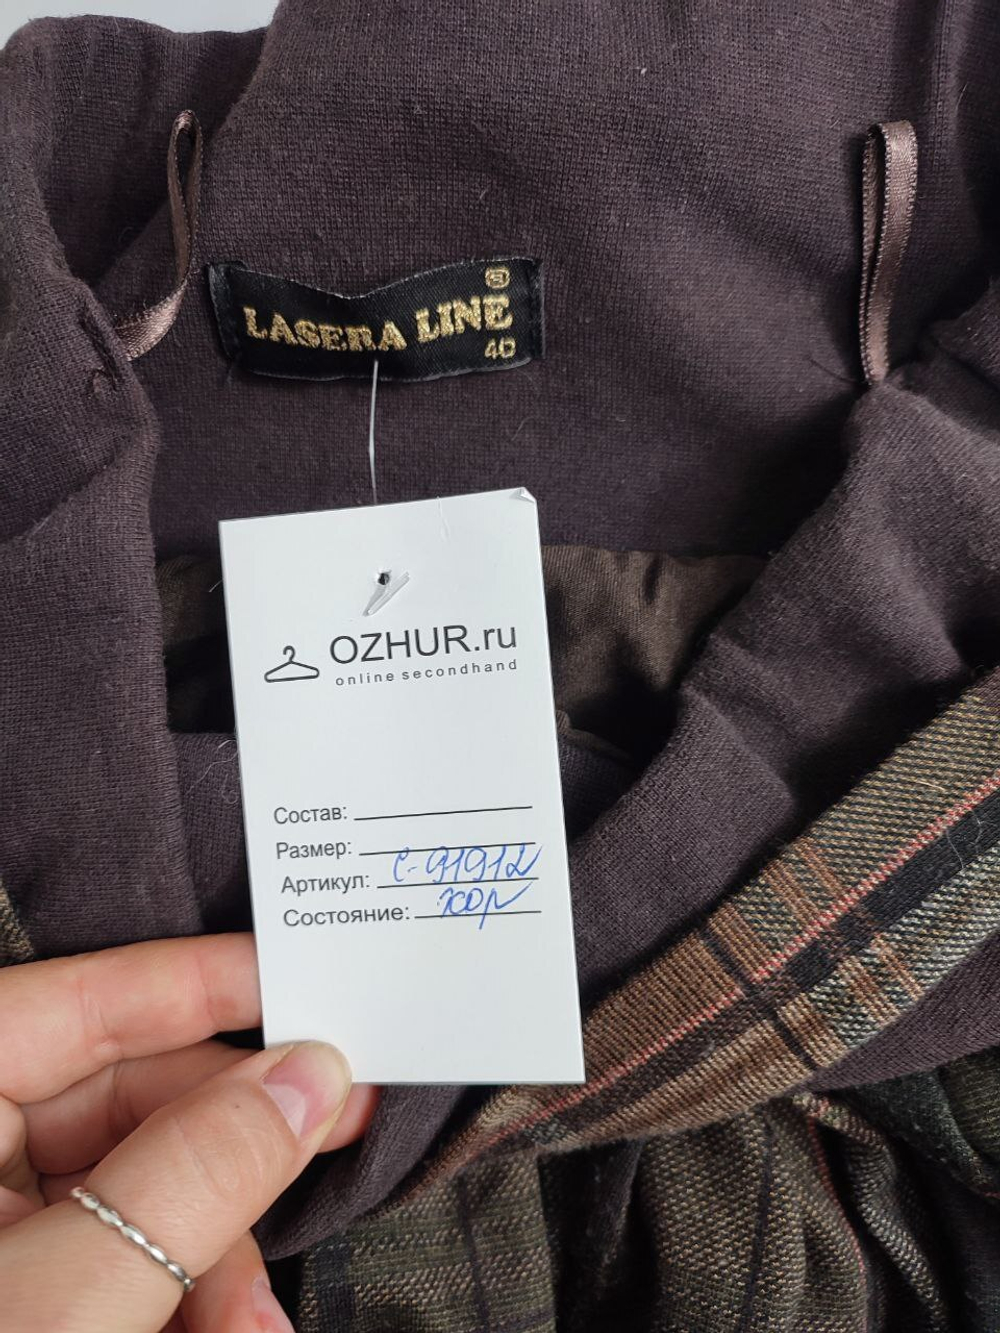 LASERA LINE ®
40
OZHUR.ru
online secondhand
Состав:
Размер:
Артикул: С-91912
Состояние: хор